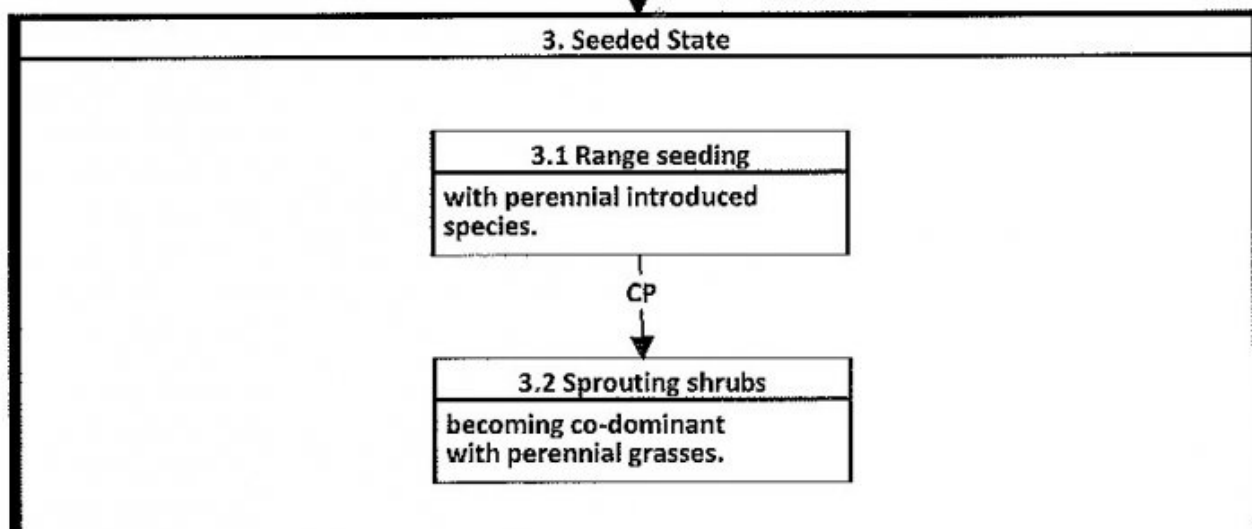 3. Seeded State
3.1 Range seeding
with perennial introduced
species.
CP
3.2 Sprouting shrubs
becoming co-dominant
with perennial grasses.